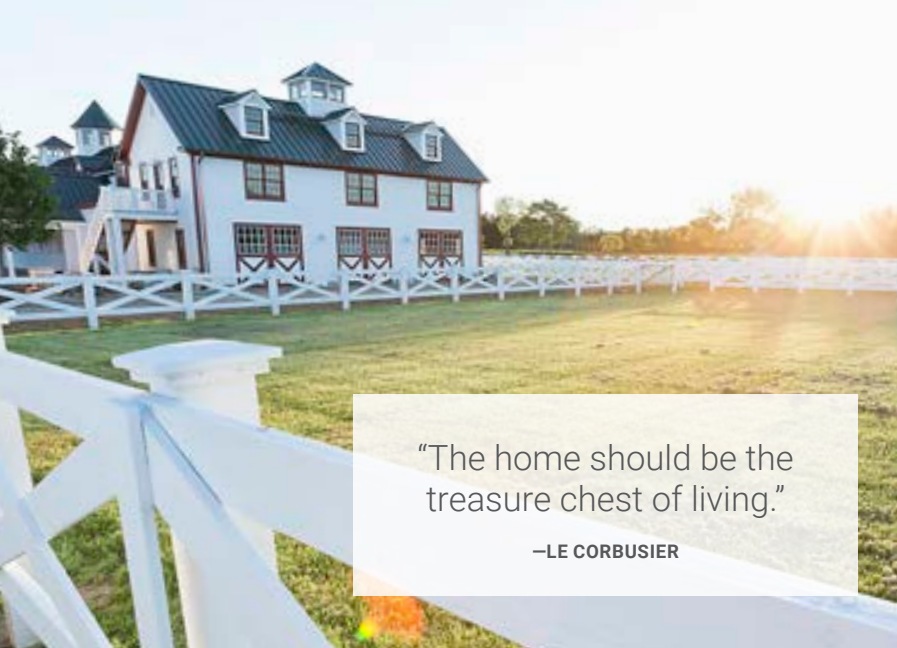 “The home should be the
treasure chest of living.”
—LE CORBUSIER